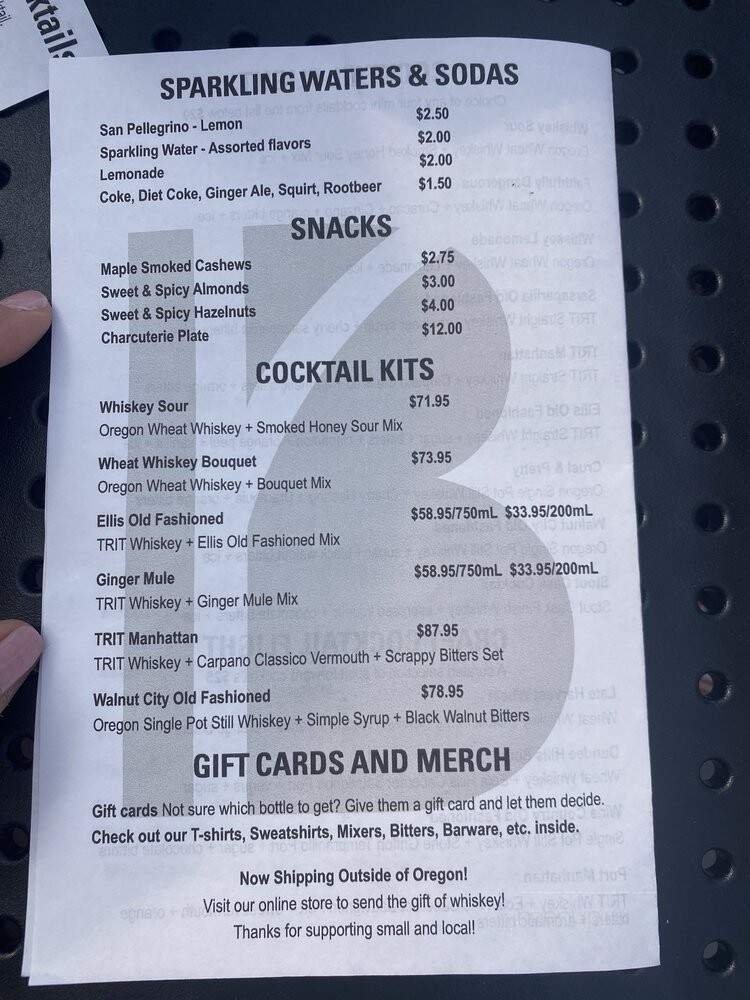 ktails
tail.
SPARKLING WATERS & SODAS
San Pellegrino - Lemon $2.50
Sparkling Water - Assorted flavors $2.00
Lemonade $2.00
Coke, Diet Coke, Ginger Ale, Squirt, Rootbeer $1.50
SNACKS
Maple Smoked Cashews $2.75
Sweet & Spicy Almonds $3.00
Sweet & Spicy Hazelnuts $4.00
Charcuterie Plate $12.00
COCKTAIL KITS
Whiskey Sour $71.95
Oregon Wheat Whiskey + Smoked Honey Sour Mix
Wheat Whiskey Bouquet $73.95
Oregon Wheat Whiskey + Bouquet Mix
Ellis Old Fashioned $58.95/750mL $33.95/200mL
TRIT Whiskey + Ellis Old Fashioned Mix
Ginger Mule $58.95/750mL $33.95/200mL
TRIT Whiskey + Ginger Mule Mix
TRIT Manhattan $87.95
TRIT Whiskey + Carpano Classico Vermouth + Scrappy Bitters Set
Walnut City Old Fashioned $78.95
Oregon Single Pot Still Whiskey + Simple Syrup + Black Walnut Bitters
GIFT CARDS AND MERCH
Gift cards Not sure which bottle to get? Give them a gift card and let them decide.
Check out our T-shirts, Sweatshirts, Mixers, Bitters, Barware, etc. inside.
Now Shipping Outside of Oregon!
Visit our online store to send the gift of whiskey!
Thanks for supporting small and local!